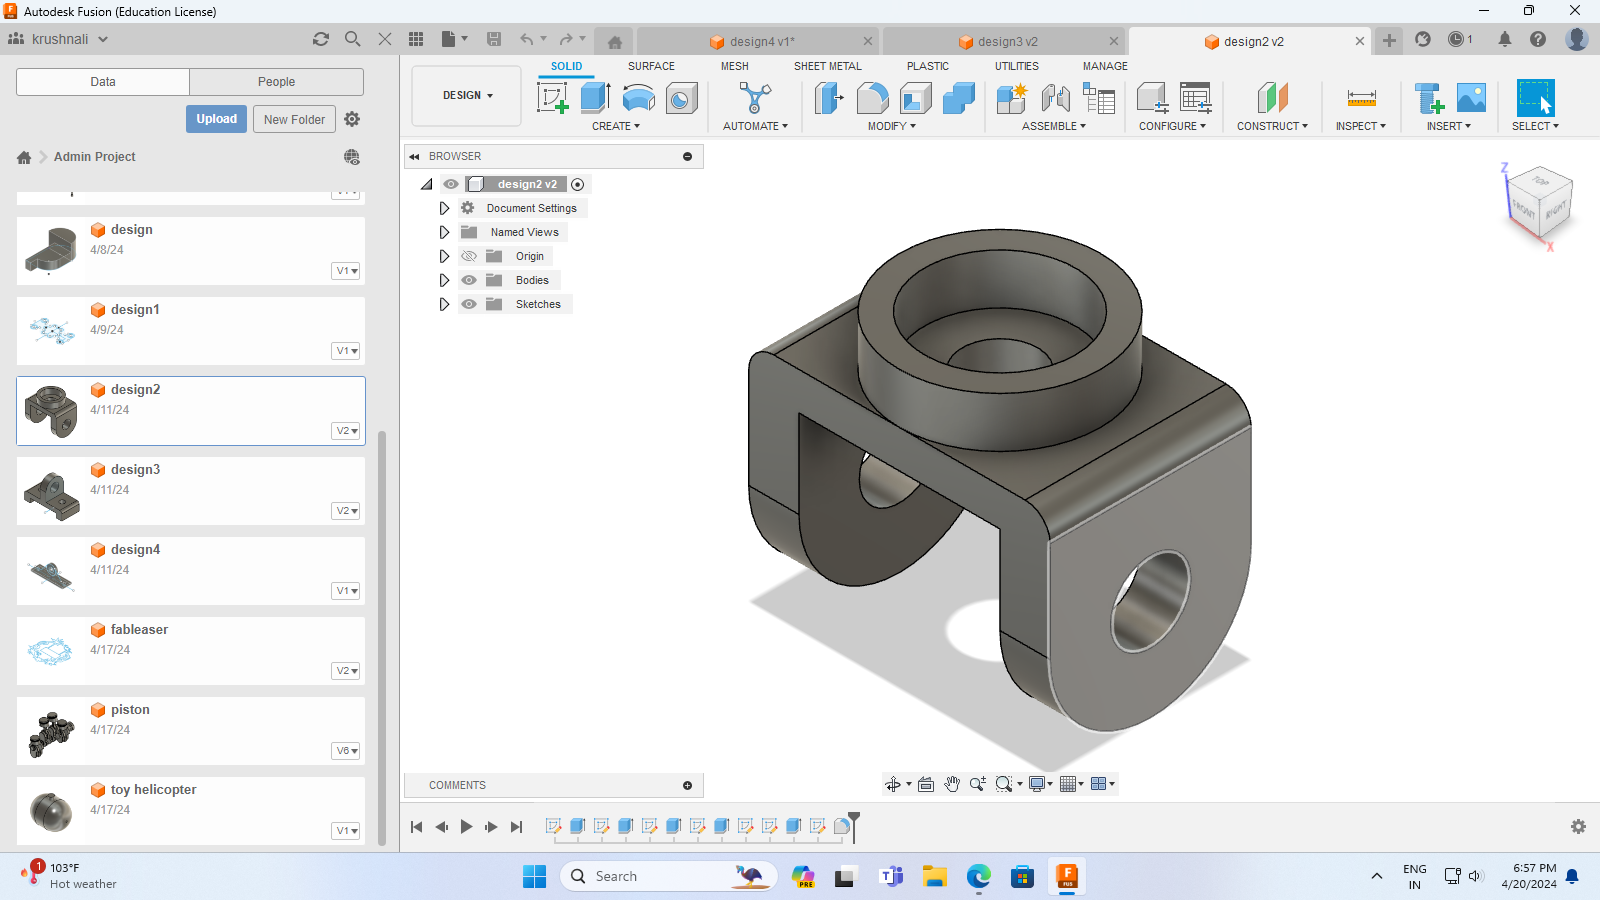 Autodesk Fusion (Education License)
krushnali
design4 v1*
design3 v2
design2 v2
1
Data
People
SOLID
SURFACE
MESH
SHEET METAL
PLASTIC
UTILITIES
MANAGE
DESIGN
CREATE
AUTOMATE
MODIFY
ASSEMBLE
CONFIGURE
CONSTRUCT
INSPECT
INSERT
SELECT
Upload
New Folder
Admin Project
BROWSER
design2 v2
Document Settings
Named Views
Origin
Bodies
Sketches
Z
TOP
FRONT
RIGHT
X
design
4/8/24
V1
design1
4/9/24
V1
design2
4/11/24
V2
design3
4/11/24
V2
design4
4/11/24
V1
fableaser
4/17/24
V2
piston
4/17/24
V6
toy helicopter
4/17/24
V1
COMMENTS
1
103°F
Hot weather
Search
PRE
F
FUS
ENG
IN
6:57 PM
4/20/2024